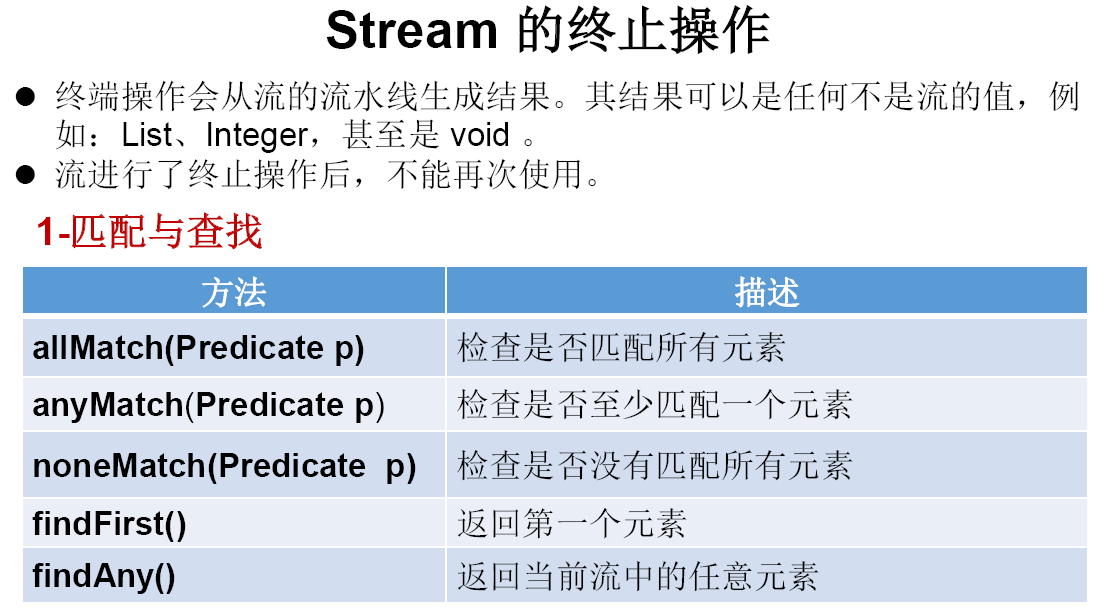 Stream 的终止操作
● 终端操作会从流的流水线生成结果。其结果可以是任何不是流的值，例
如：List、Integer，甚至是 void 。
● 流进行了终止操作后，不能再次使用。
1-匹配与查找
方法 描述
allMatch(Predicate p) 检查是否匹配所有元素
anyMatch(Predicate p) 检查是否至少匹配一个元素
noneMatch(Predicate  p) 检查是否没有匹配所有元素
findFirst() 返回第一个元素
findAny() 返回当前流中的任意元素